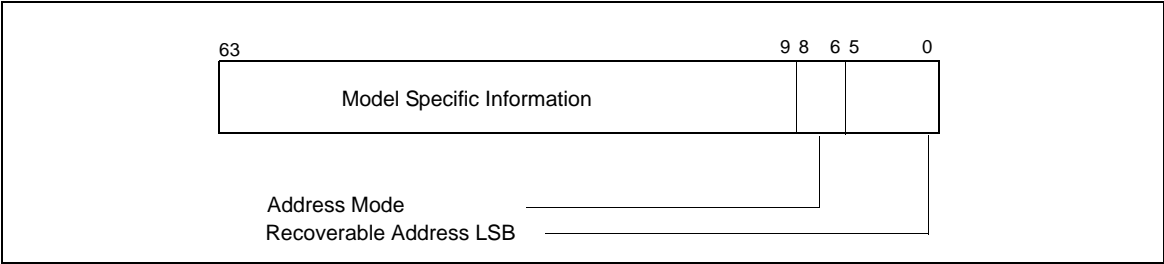 63 9 8 6 5 0
Model Specific Information
Address Mode
Recoverable Address LSB